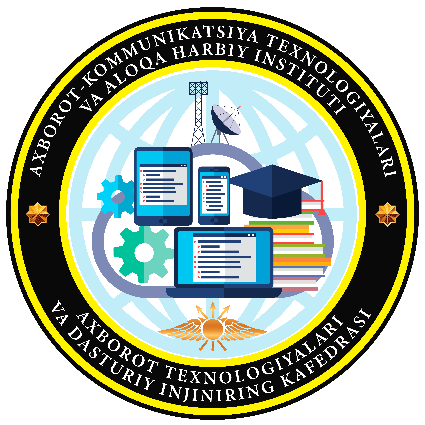 AXBOROT-KOMMUNIKATSIYA TEXNOLOGIYALARI
VA ALOQA HARBIY INSTITUTI
AXBOROT TEXNOLOGIYALARI
VA DASTURIY INJINIRING KAFEDRASI